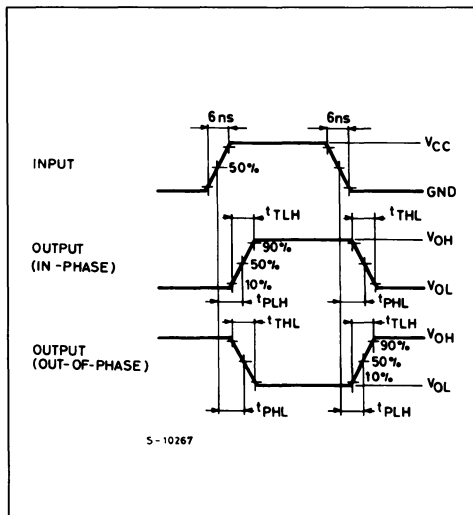 6ns
6ns
VCC
INPUT
50%
GND
tTLH
tTHL
VOH
OUTPUT
(IN-PHASE)
90%
50%
10%
tPLH
tPHL
VOL
tTHL
tTLH
VOH
OUTPUT
(OUT-OF-PHASE)
90%
50%
10%
VOL
tPHL
tPLH
S-10267